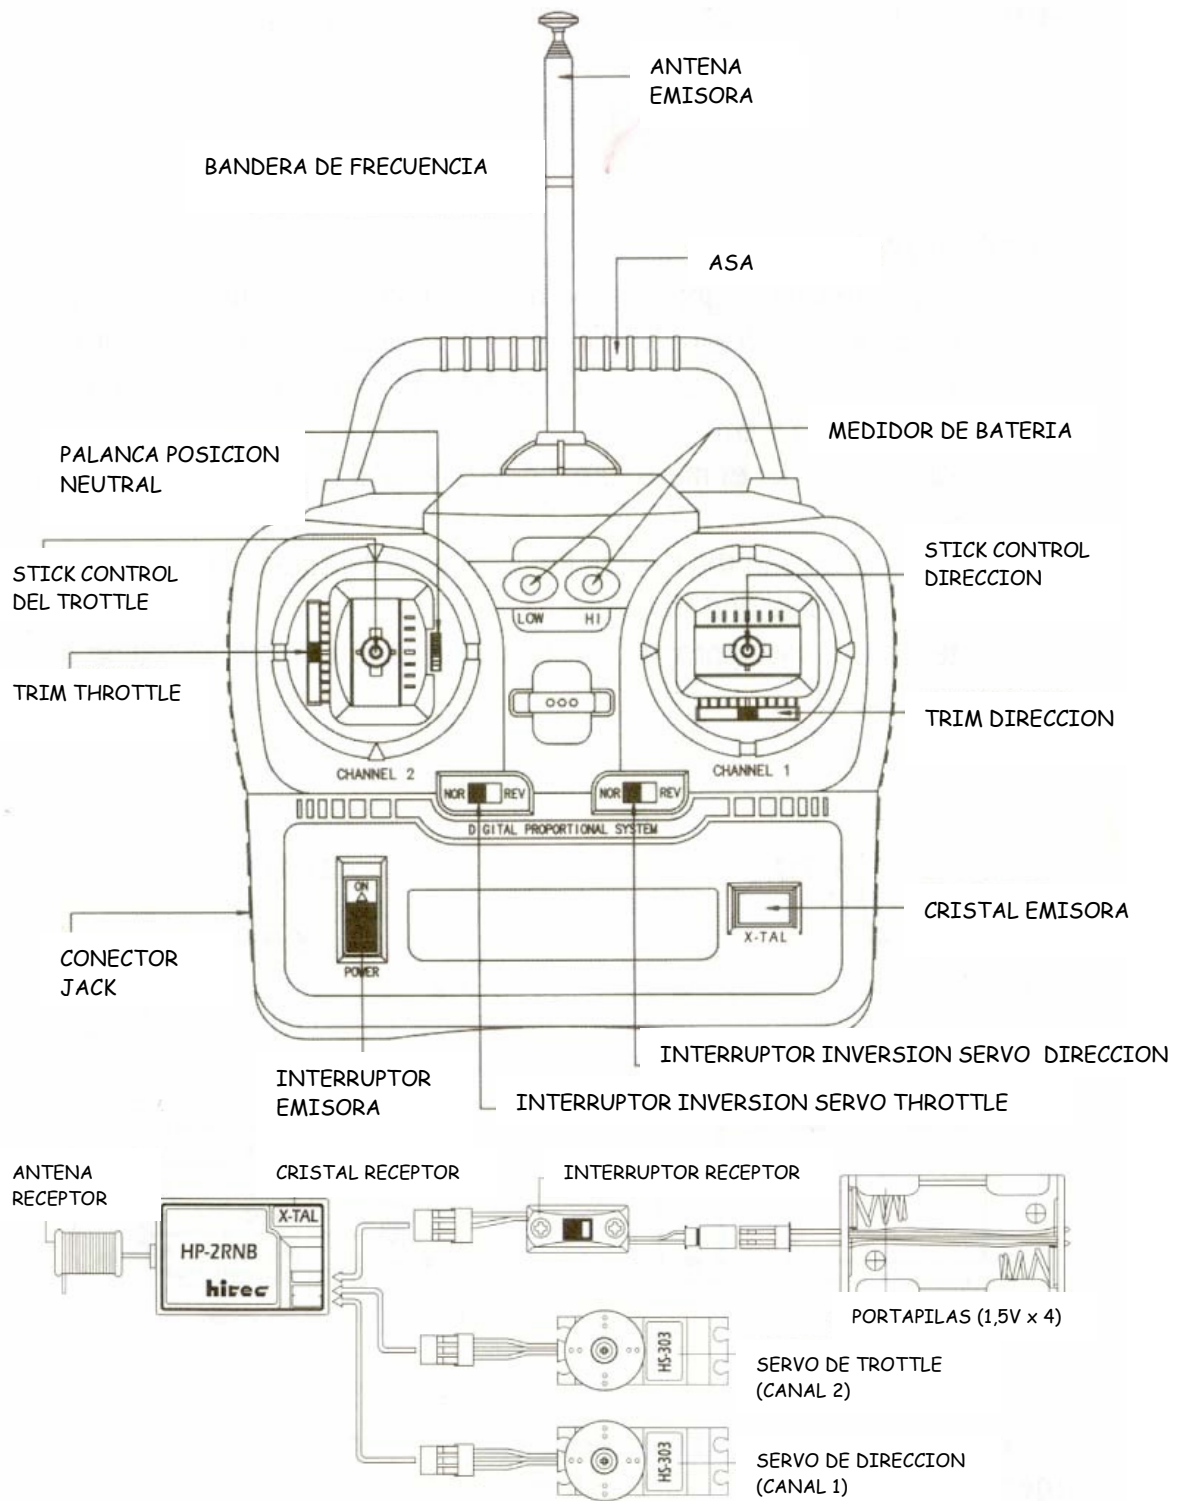 ANTENA
EMISORA
BANDERA DE FRECUENCIA
ASA
MEDIDOR DE BATERIA
PALANCA POSICION
NEUTRAL
STICK CONTROL
DEL TROTTLE
STICK CONTROL
DIRECCION
LOW HI
TRIM THROTTLE
TRIM DIRECCION
CHANNEL 2
CHANNEL 1
NOR REV
NOR REV
DIGITAL PROPORTIONAL SYSTEM
ON
POWER
X-TAL
CRISTAL EMISORA
CONECTOR
JACK
INTERRUPTOR INVERSION SERVO DIRECCION
INTERRUPTOR
EMISORA
INTERRUPTOR INVERSION SERVO THROTTLE
ANTENA
RECEPTOR
CRISTAL RECEPTOR
INTERRUPTOR RECEPTOR
X-TAL
HP-2RNB
hitec
PORTAPILAS (1,5V x 4)
HS-303
SERVO DE TROTTLE
(CANAL 2)
HS-303
SERVO DE DIRECCION
(CANAL 1)